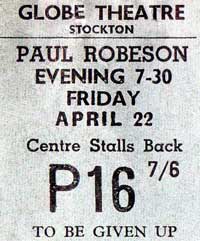 GLOBE THEATRE
STOCKTON
PAUL ROBESON
EVENING 7-30
FRIDAY
APRIL 22
Centre Stalls Back
P16 7/6
TO BE GIVEN UP